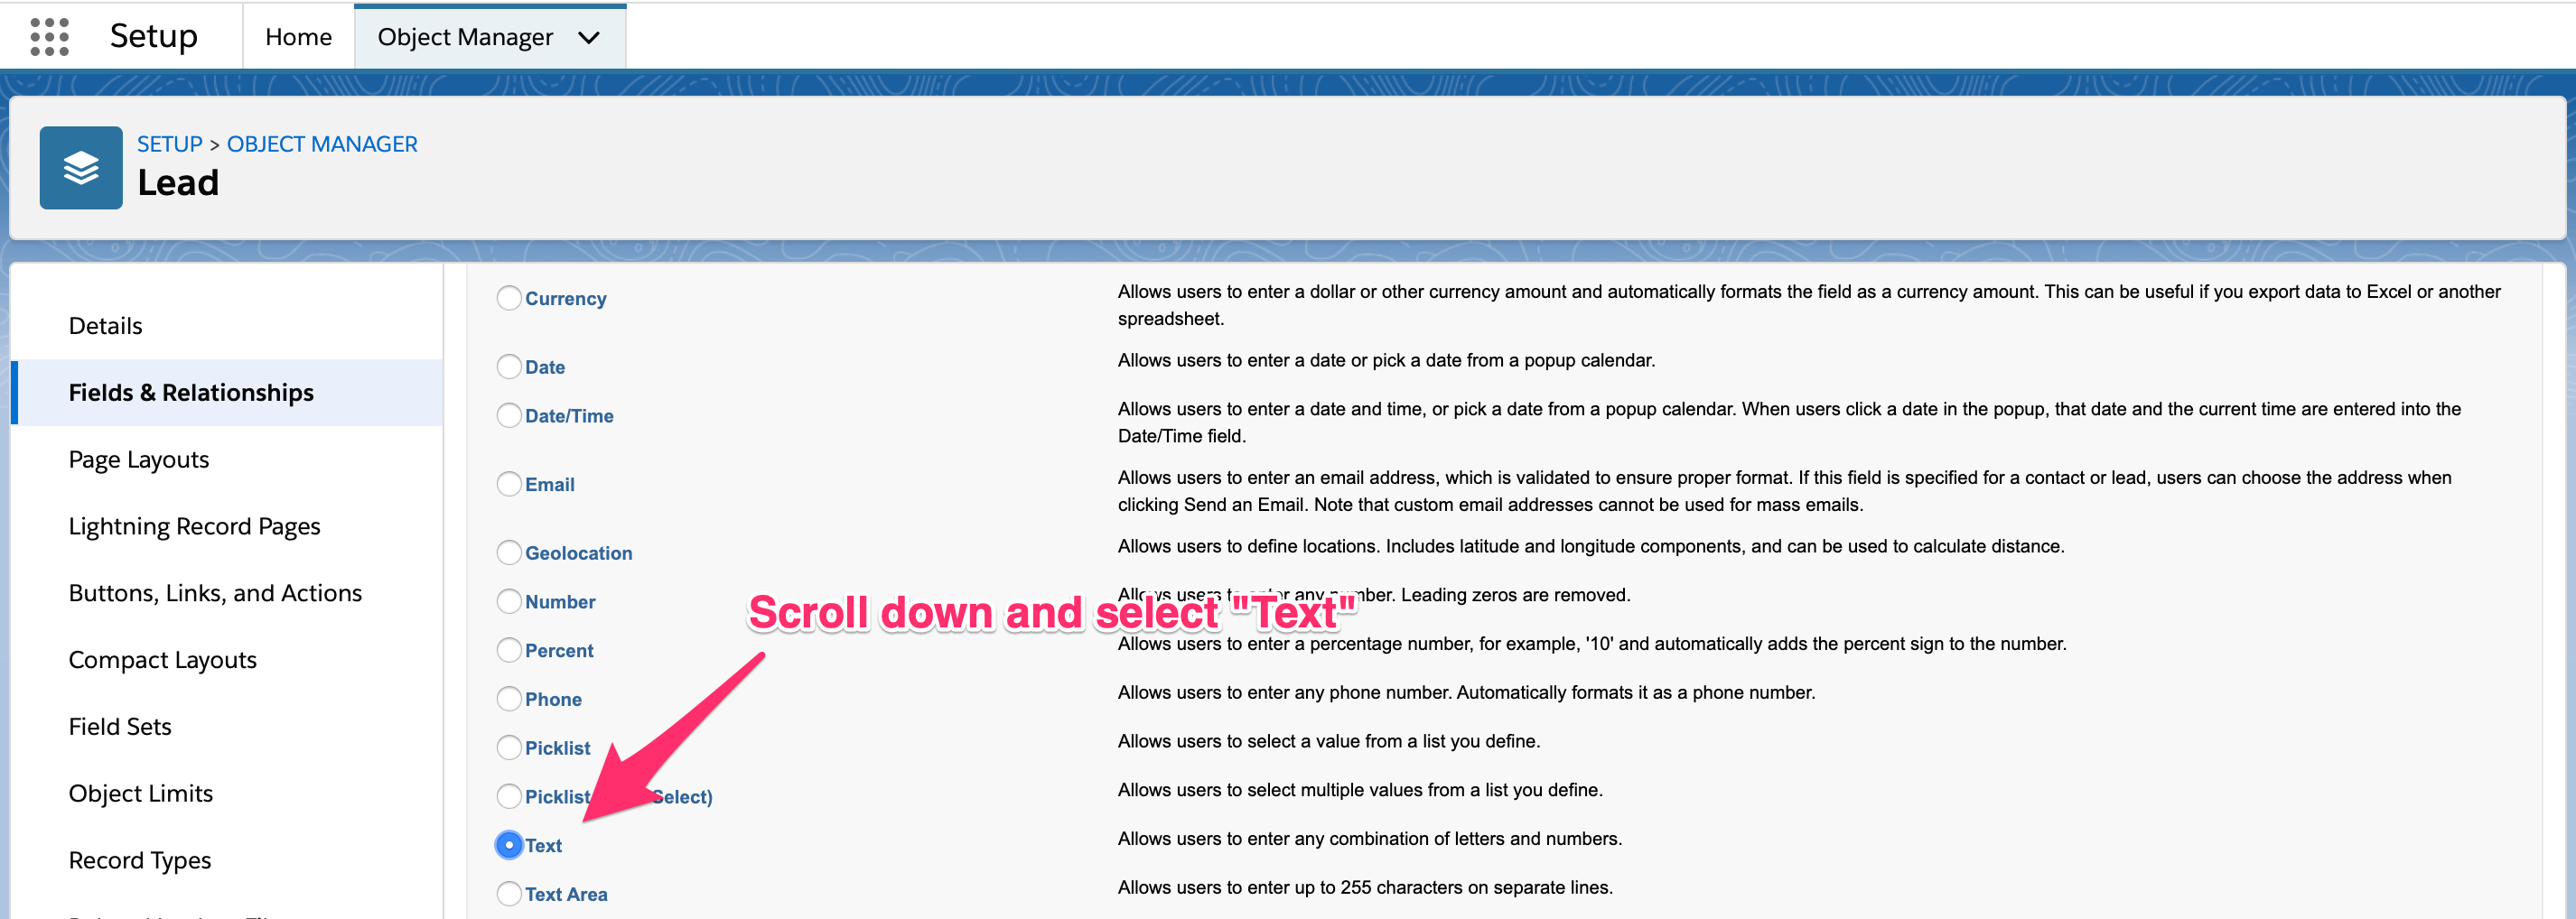 Setup
Home
Object Manager
SETUP > OBJECT MANAGER
Lead
Details
Fields & Relationships
Page Layouts
Lightning Record Pages
Buttons, Links, and Actions
Compact Layouts
Field Sets
Object Limits
Record Types
Currency
Allows users to enter a dollar or other currency amount and automatically formats the field as a currency amount. This can be useful if you export data to Excel or another
spreadsheet.
Date
Allows users to enter a date or pick a date from a popup calendar.
Date/Time
Allows users to enter a date and time, or pick a date from a popup calendar. When users click a date in the popup, that date and the current time are entered into the
Date/Time field.
Email
Allows users to enter an email address, which is validated to ensure proper format. If this field is specified for a contact or lead, users can choose the address when
clicking Send an Email. Note that custom email addresses cannot be used for mass emails.
Geolocation
Allows users to define locations. Includes latitude and longitude components, and can be used to calculate distance.
Number
Allows users to enter any number. Leading zeros are removed.
Scroll down and select "Text"
Percent
Allows users to enter a percentage number, for example, '10' and automatically adds the percent sign to the number.
Phone
Allows users to enter any phone number. Automatically formats it as a phone number.
Picklist
Allows users to select a value from a list you define.
Picklist Select)
Allows users to select multiple values from a list you define.
Text
Allows users to enter any combination of letters and numbers.
Text Area
Allows users to enter up to 255 characters on separate lines.